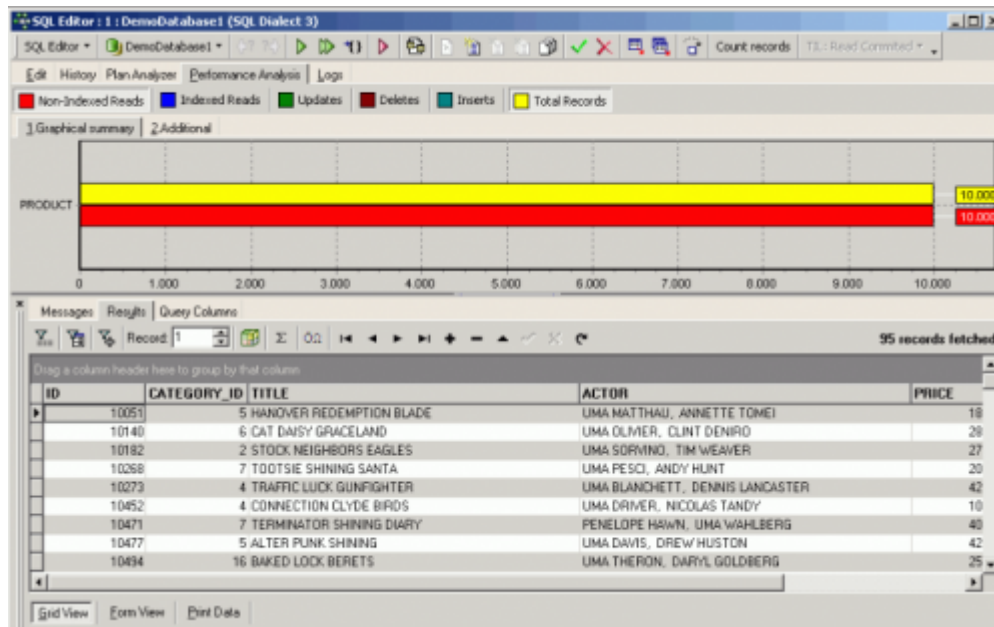 SQL Editor : 1 : DemoDatabase1 (SQL Dialect 3)
SQL Editor DemoDatabase1 Count records TIL: Read Commited
Edit History Plan Analyzer Performance Analysis Logs
Non-Indexed Reads Indexed Reads Updates Deletes Inserts Total Records
1 Graphical summary 2 Additional
10.000
PRODUCT
10.000
0 1.000 2.000 3.000 4.000 5.000 6.000 7.000 8.000 9.000 10.000
Messages Results Query Columns
Record 1 Σ 95 records fetched
Drag a column header here to group by that column
ID CATEGORY_ID TITLE ACTOR PRICE
10051 5 HANOVER REDEMPTION BLADE UMA MATTHAU, ANNETTE TOMEI 18
10140 6 CAT DAISY GRACELAND UMA OLIVIER, CLINT DENIRO 28
10182 2 STOCK NEIGHBORS EAGLES UMA SORVINO, TIM WEAVER 27
10268 7 TOOTSIE SHINING SANTA UMA PESCI, ANDY HUNT 20
10273 4 TRAFFIC LUCK GUNFIGHTER UMA BLANCHETT, DENNIS LANCASTER 42
10452 4 CONNECTION CLYDE BIRDS UMA DRIVER, NICOLAS TANDY 10
10471 7 TERMINATOR SHINING DIARY PENELOPE HAWN, UMA WAHLBERG 40
10477 5 ALTER PUNK SHINING UMA DAVIS, DREW HUSTON 42
10494 16 BAKED LOCK BERETS UMA THERON, DARYL GOLDBERG 25
Grid View Form View Print Data